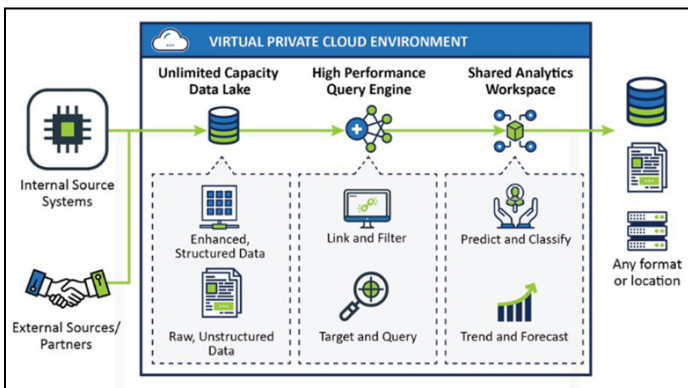 VIRTUAL PRIVATE CLOUD ENVIRONMENT
Unlimited Capacity
Data Lake
High Performance
Query Engine
Shared Analytics
Workspace
Internal Source
Systems
Enhanced,
Structured Data
Link and Filter
Predict and Classify
Any format
or location
External Sources/
Partners
Raw, Unstructured
Data
Target and Query
Trend and Forecast